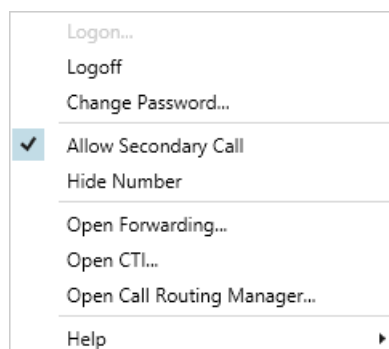 Logon...
Logoff
Change Password...
Allow Secondary Call
Hide Number
Open Forwarding...
Open CTI...
Open Call Routing Manager...
Help